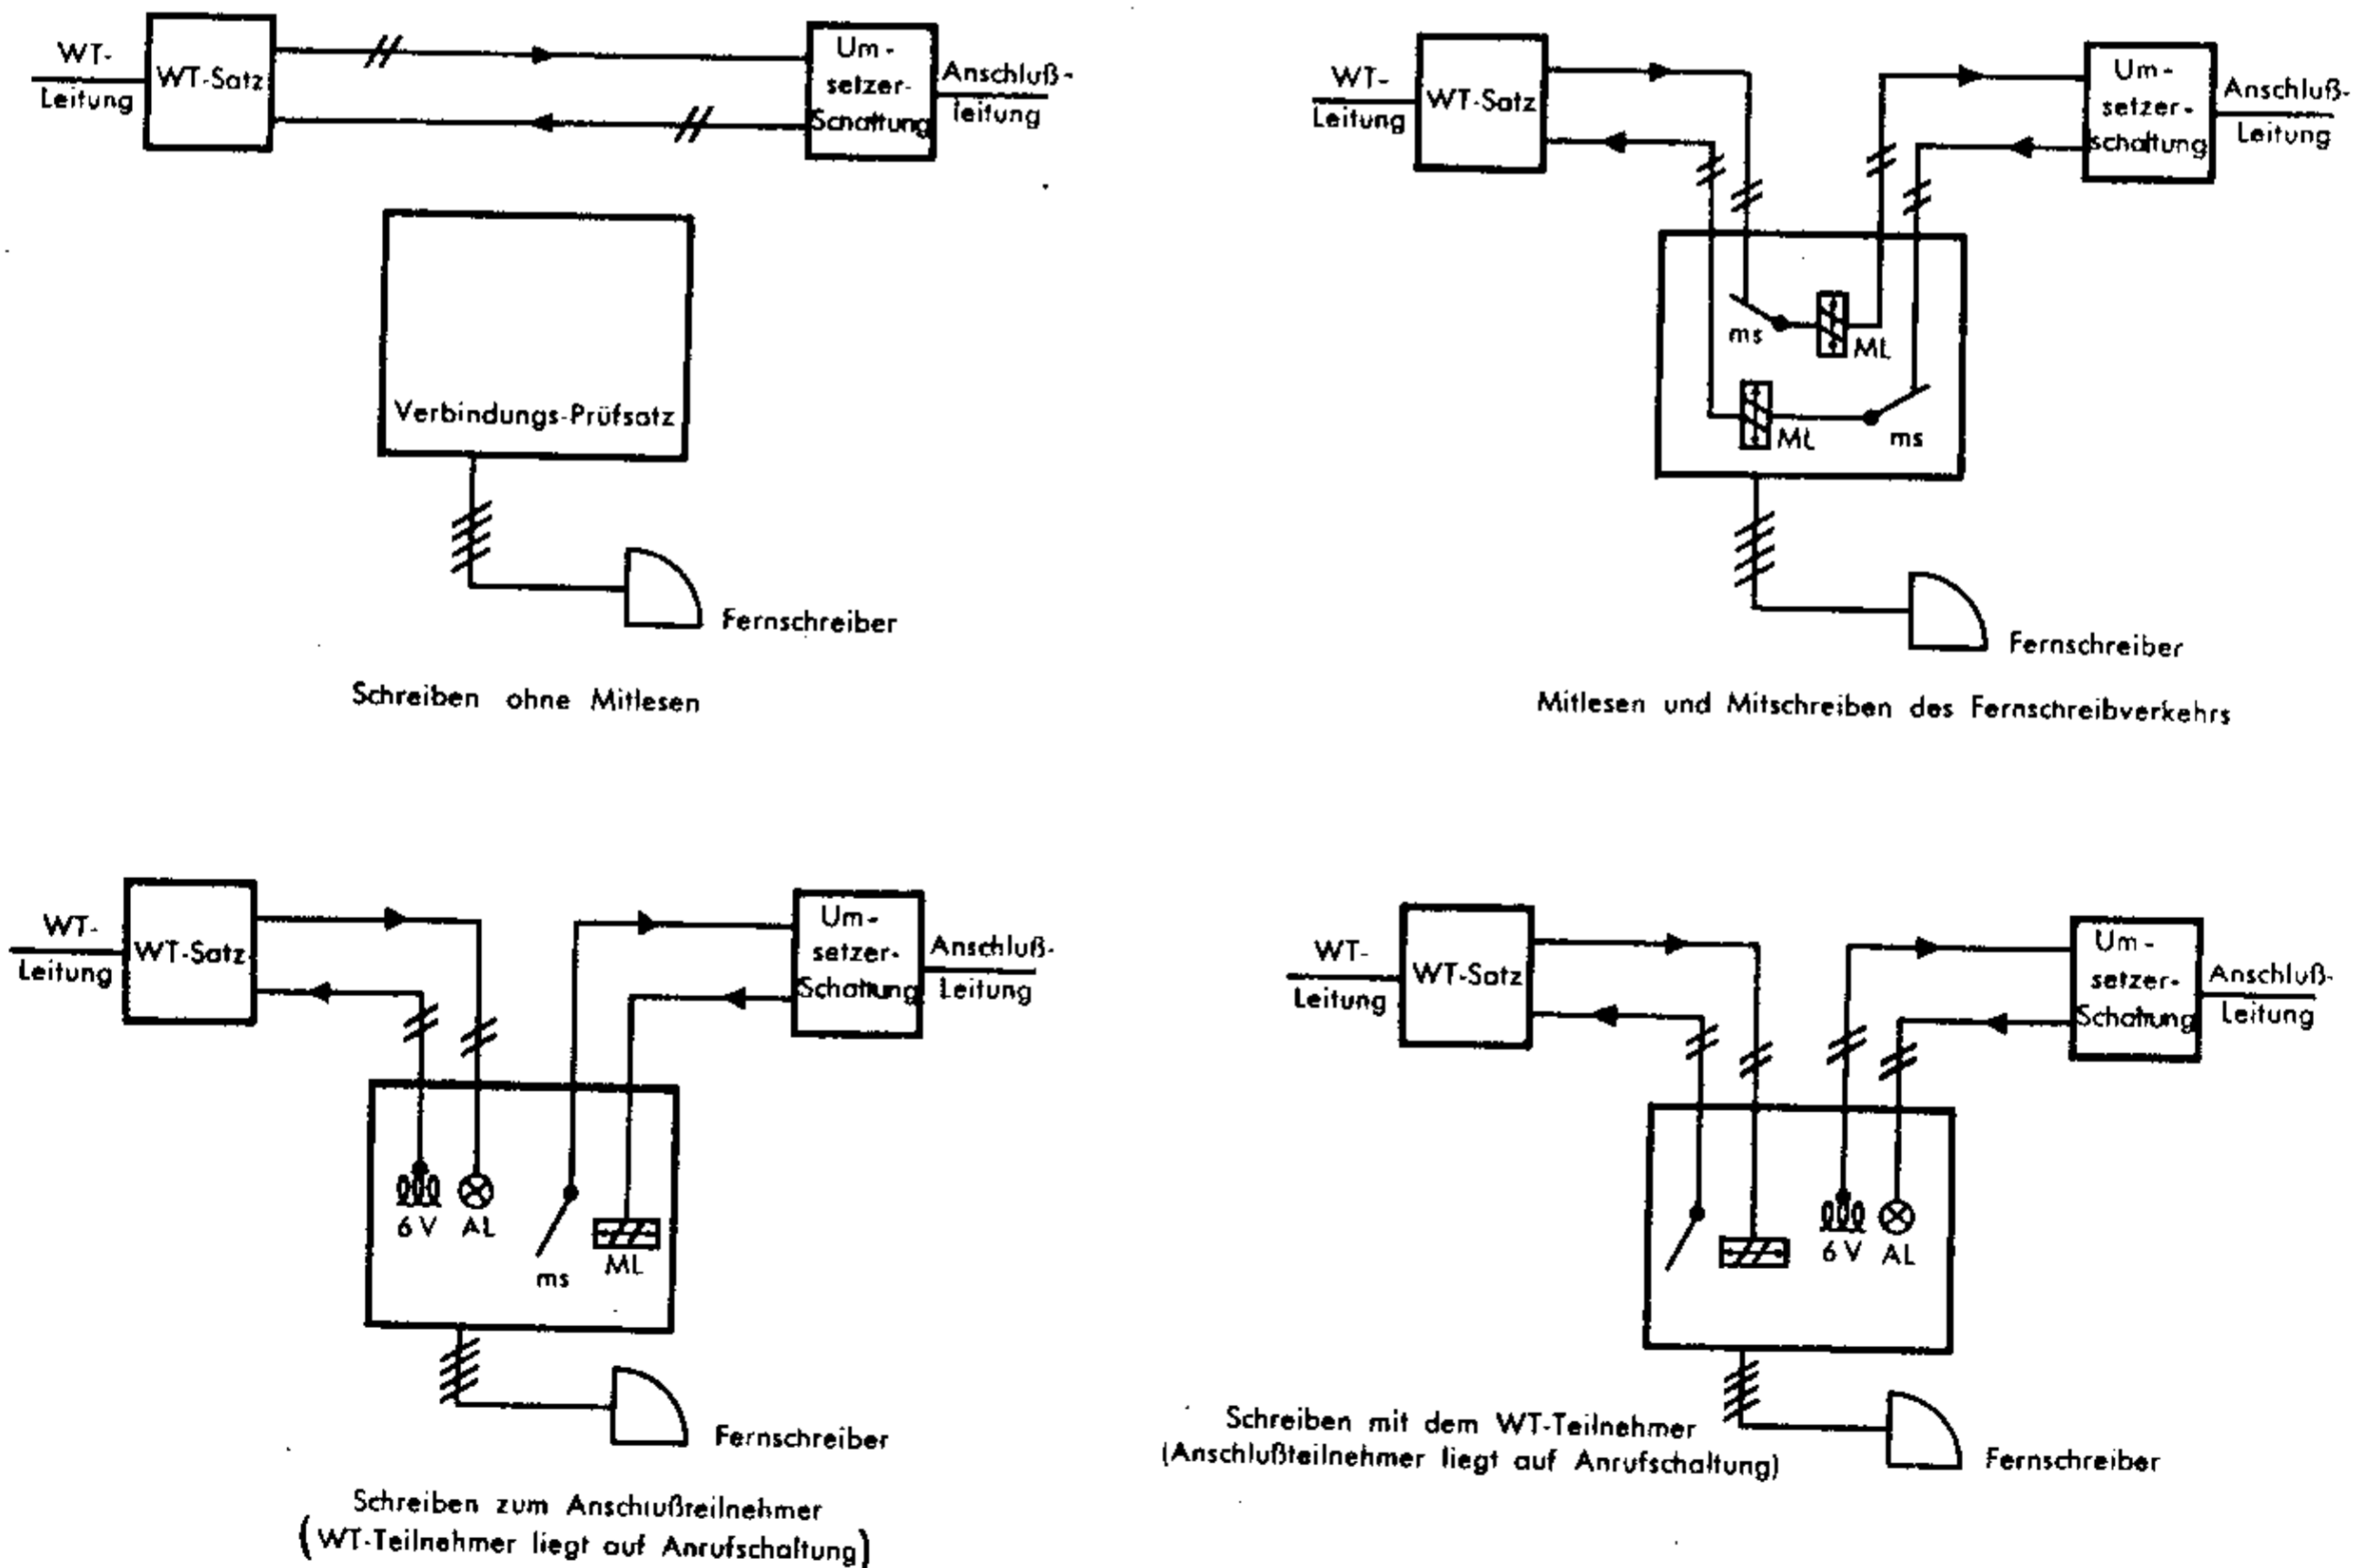 WT-
Leitung
WT-Satz
Um-
setzer-
Schaltung
Anschluß-
leitung
Verbindungs-Prüfsatz
Fernschreiber
Schreiben ohne Mitlesen
WT-
Leitung
WT-Satz
Um-
setzer-
schaltung
Anschluß-
Leitung
ms
ML
ML
ms
Fernschreiber
Mitlesen und Mitschreiben des Fernschreibverkehrs
WT-
Leitung
WT-Satz
Um-
setzer-
Schaltung
Anschluß-
Leitung
6 V
AL
ms
ML
Fernschreiber
Schreiben zum Anschlußteilnehmer
(WT-Teilnehmer liegt auf Anrufschaltung)
WT-
Leitung
WT-Satz
Um-
setzer-
Schaltung
Anschluß-
Leitung
6 V
AL
Fernschreiber
Schreiben mit dem WT-Teilnehmer
(Anschlußteilnehmer liegt auf Anrufschaltung)